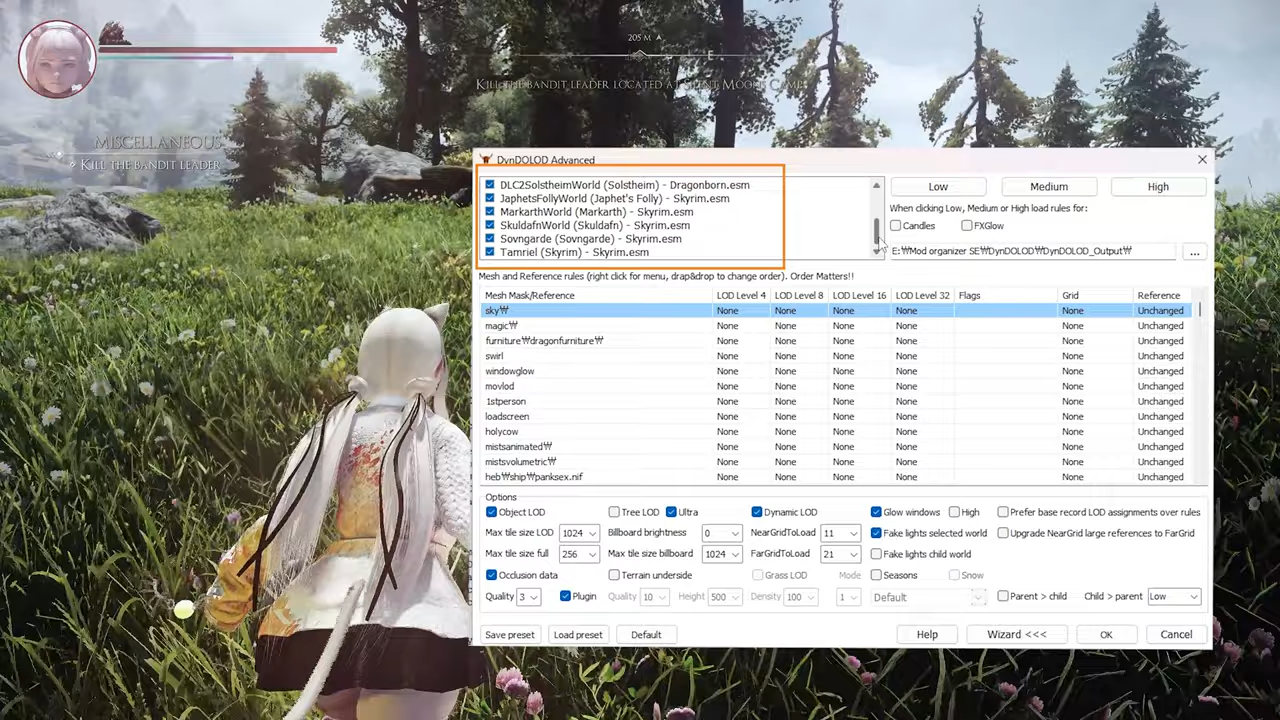 205 M
E
Kill the bandit leader located at Silent Moons Camp
Miscellaneous
Kill the bandit leader
DynDOLOD Advanced
DLC2SolstheimWorld (Solstheim) - Dragonborn.esm
JaphetsFollyWorld (Japhet's Folly) - Skyrim.esm
MarkarthWorld (Markarth) - Skyrim.esm
SkuldafnWorld (Skuldafn) - Skyrim.esm
Sovngarde (Sovngarde) - Skyrim.esm
Tamriel (Skyrim) - Skyrim.esm
Low Medium High
When clicking Low, Medium or High load rules for:
Candles FXGlow
E:₩Mod organizer SE₩DynDOLOD₩DynDOLOD_Output₩ ...
Mesh and Reference rules (right click for menu, drap&drop to change order). Order Matters!!
Mesh Mask/Reference LOD Level 4 LOD Level 8 LOD Level 16 LOD Level 32 Flags Grid Reference
sky₩ None None None None None Unchanged
magic₩ None None None None None Unchanged
furniture₩dragonfurniture₩ None None None None None Unchanged
swirl None None None None None Unchanged
windowglow None None None None None Unchanged
movlod None None None None None Unchanged
1stperson None None None None None Unchanged
loadscreen None None None None None Unchanged
holycow None None None None None Unchanged
mistsanimated₩ None None None None None Unchanged
mistsvolumetric₩ None None None None None Unchanged
heb₩ship₩panksex.nif None None None None None Unchanged
Options
Object LOD Tree LOD Ultra Dynamic LOD Glow windows High Prefer base record LOD assignments over rules
Max tile size LOD 1024 Billboard brightness 0 NearGridToLoad 11 Fake lights selected world Upgrade NearGrid large references to FarGrid
Max tile size full 256 Max tile size billboard 1024 FarGridToLoad 21 Fake lights child world
Occlusion data Terrain underside Grass LOD Mode Seasons Snow
Quality 3 Plugin Quality 10 Height 500 Density 100 1 Default Parent > child Child > parent Low
Save preset Load preset Default Help Wizard <<< OK Cancel